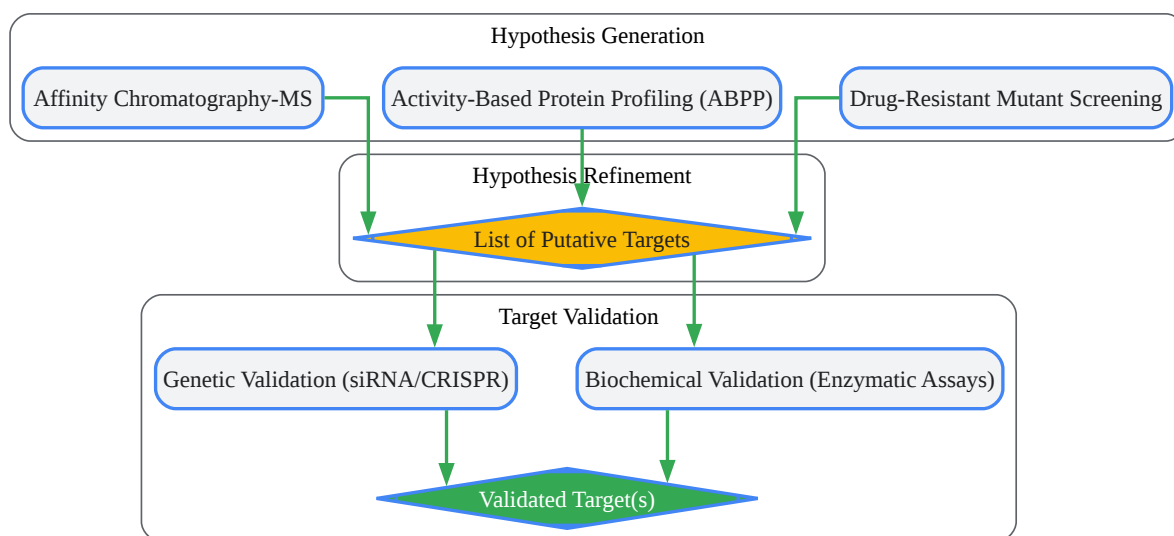 Hypothesis Generation
Affinity Chromatography-MS
Activity-Based Protein Profiling (ABPP)
Drug-Resistant Mutant Screening
Hypothesis Refinement
List of Putative Targets
Target Validation
Genetic Validation (siRNA/CRISPR)
Biochemical Validation (Enzymatic Assays)
Validated Target(s)